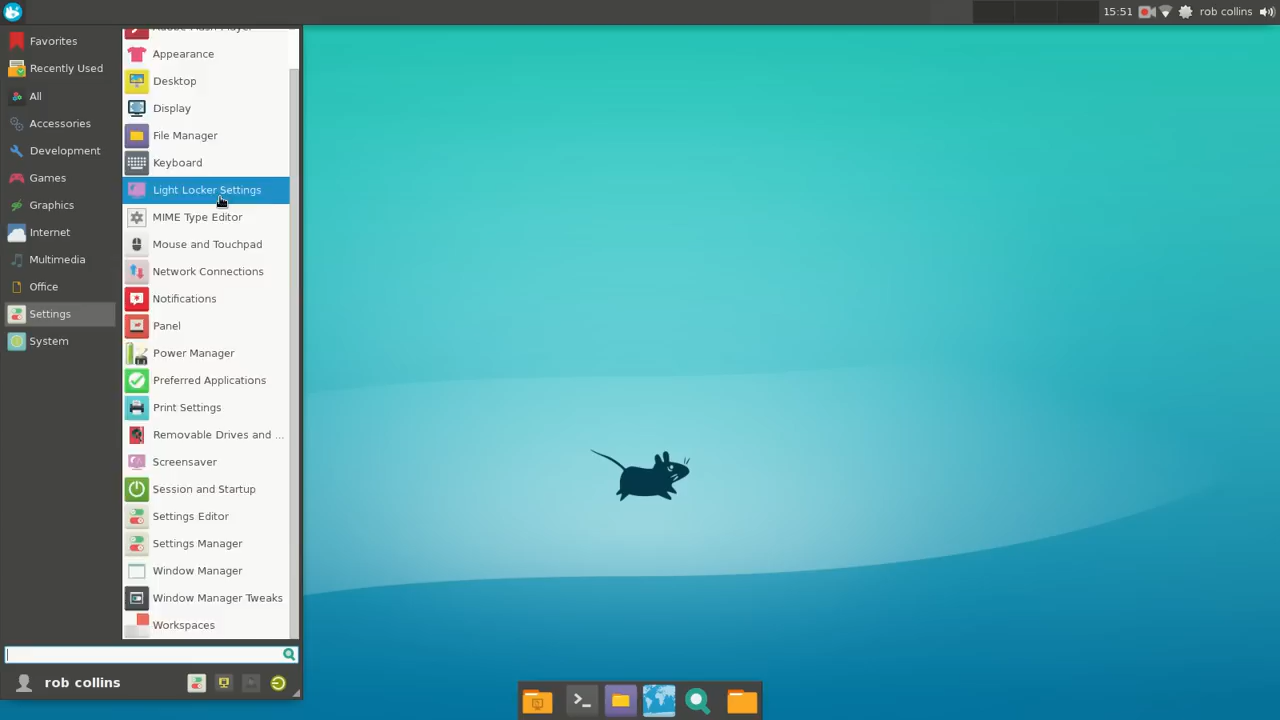 15:51
rob collins
Favorites
Recently Used
All
Accessories
Development
Games
Graphics
Internet
Multimedia
Office
Settings
System
Adobe Flash Player
Appearance
Desktop
Display
File Manager
Keyboard
Light Locker Settings
MIME Type Editor
Mouse and Touchpad
Network Connections
Notifications
Panel
Power Manager
Preferred Applications
Print Settings
Removable Drives and ...
Screensaver
Session and Startup
Settings Editor
Settings Manager
Window Manager
Window Manager Tweaks
Workspaces
rob collins